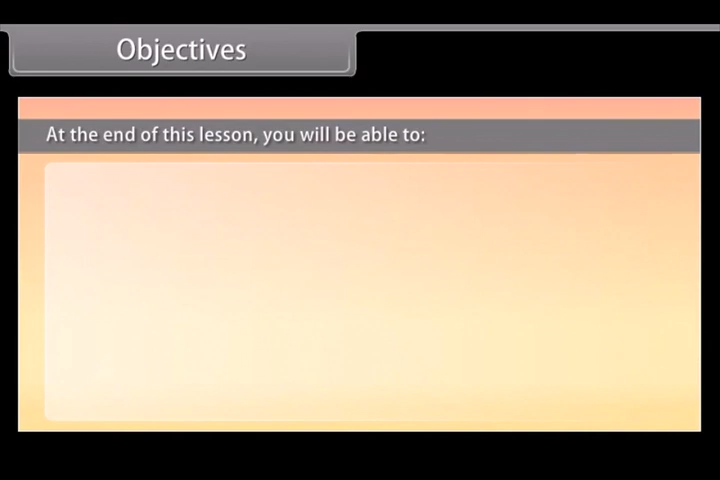 Objectives
At the end of this lesson, you will be able to: